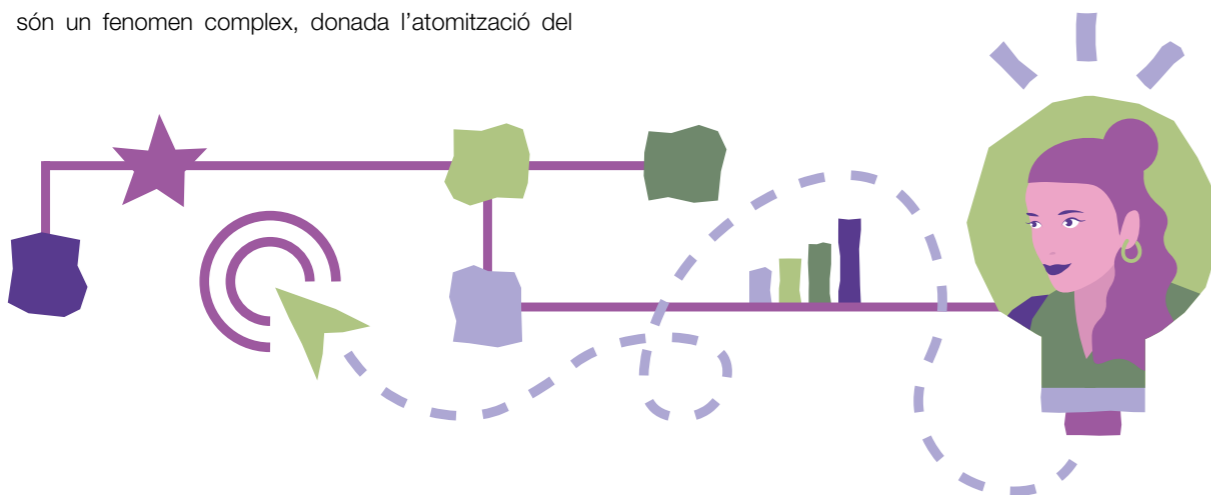 són un fenomen complex, donada l’atomització del